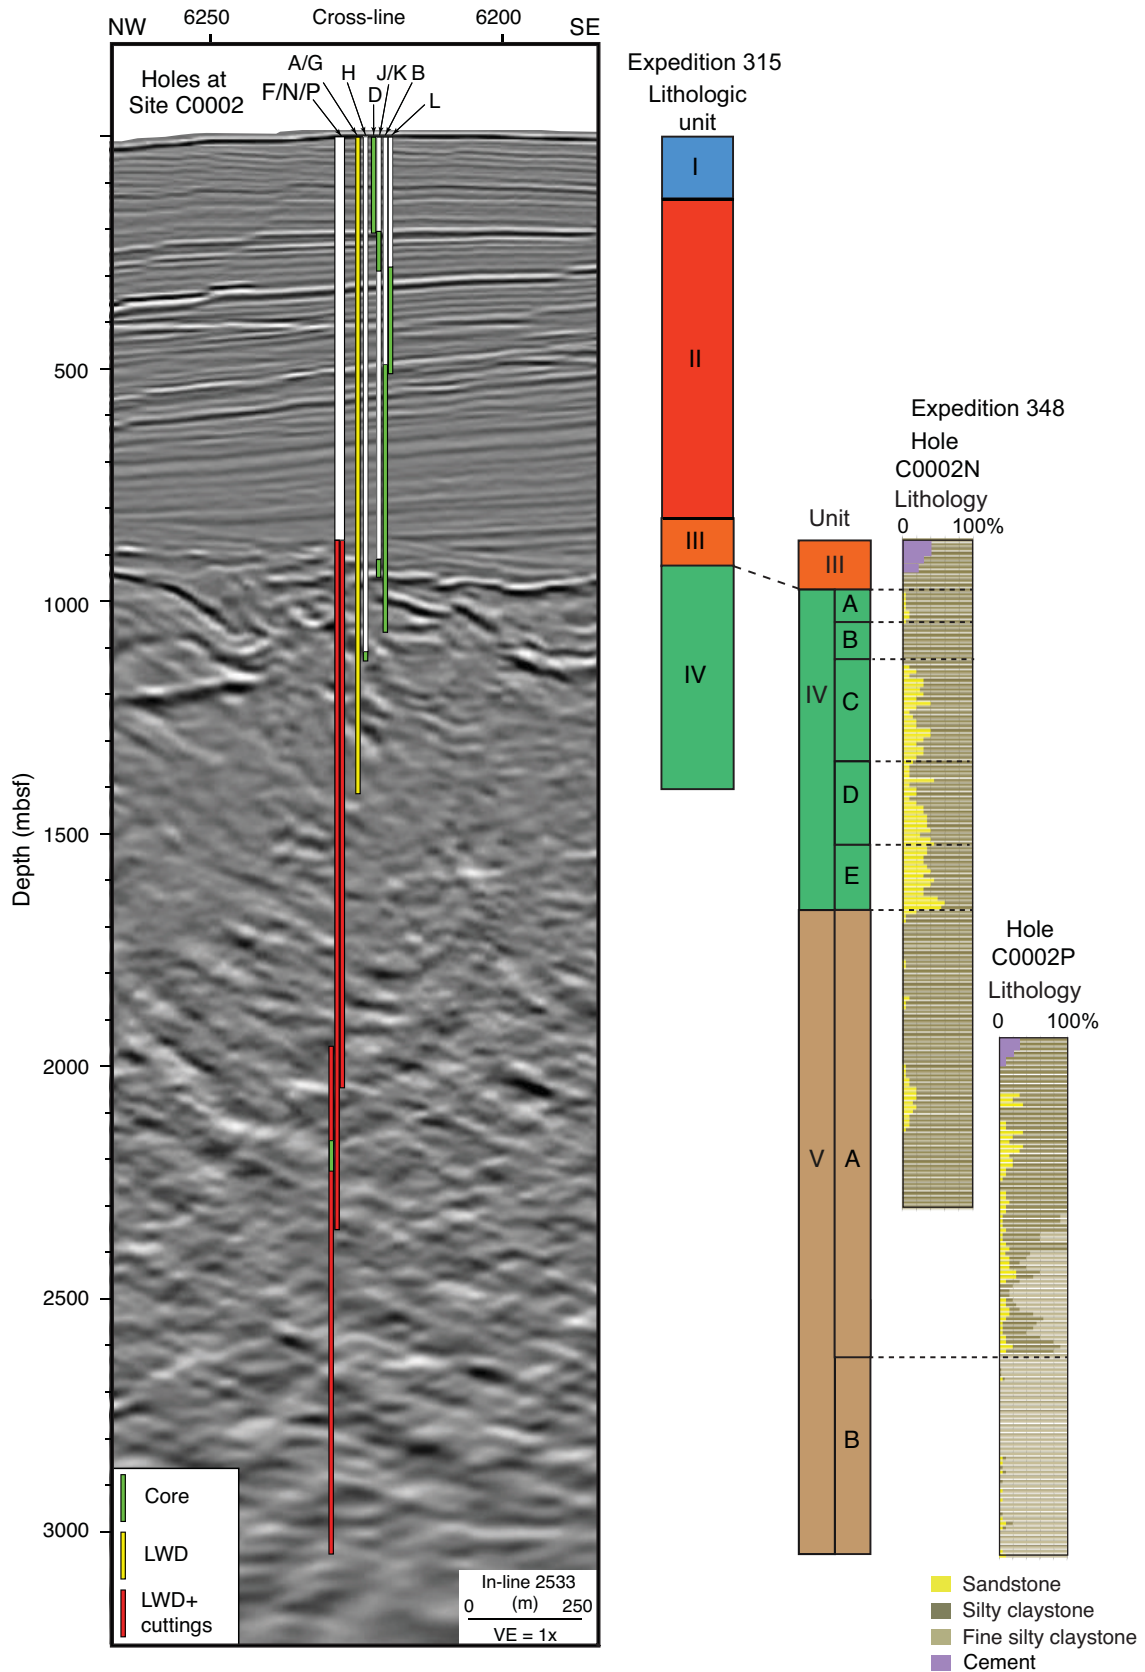 NW
6250
Cross-line
6200
SE
Holes at
Site C0002
A/G
H
J/K
B
F/N/P
D
L
Depth (mbsf)
500
1000
1500
2000
2500
3000
Core
LWD
LWD+
cuttings
In-line 2533
0
(m)
250
VE = 1x
Expedition 315
Lithologic
unit
I
II
III
IV
Unit
III
IV
A
B
C
D
E
V
A
B
Expedition 348
Hole
C0002N
Lithology
0
100%
Hole
C0002P
Lithology
0
100%
Sandstone
Silty claystone
Fine silty claystone
Cement